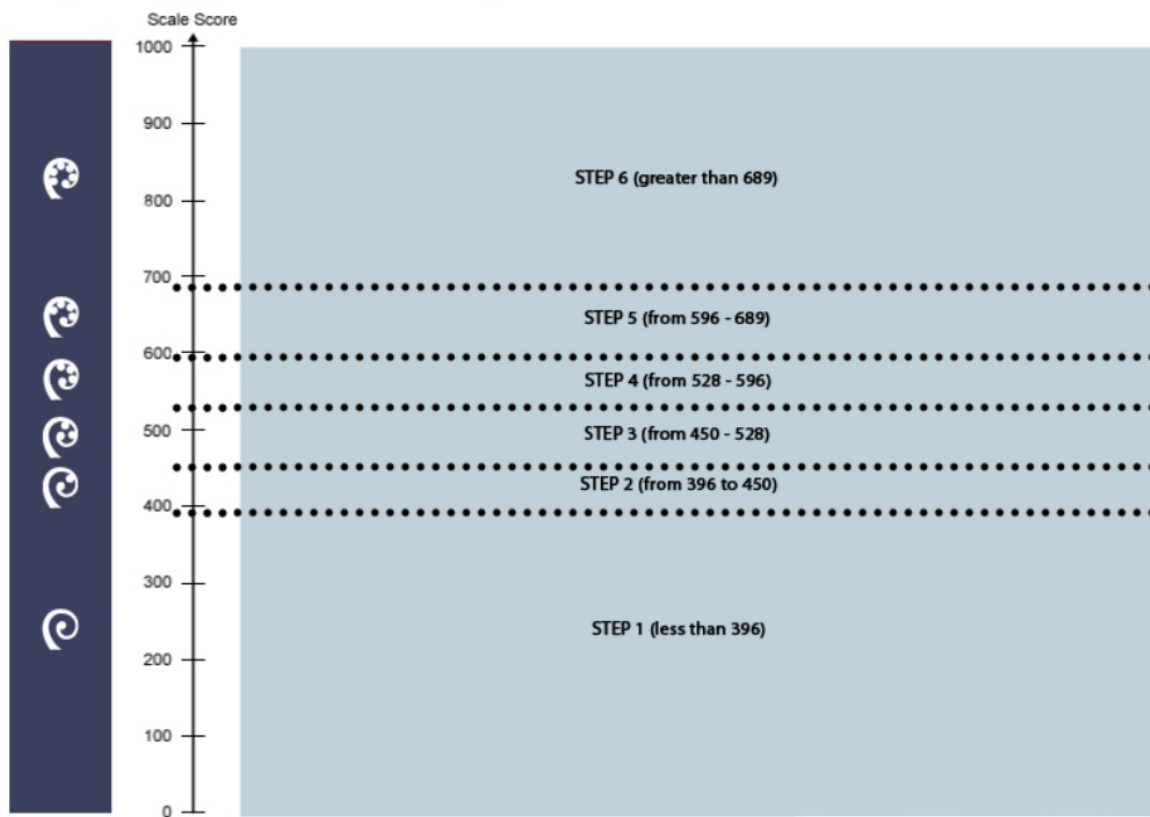 Scale Score
1000
900
STEP 6 (greater than 689)
800
700
STEP 5 (from 596 - 689)
600
STEP 4 (from 528 - 596)
500
STEP 3 (from 450 - 528)
STEP 2 (from 396 to 450)
400
300
STEP 1 (less than 396)
200
100
0